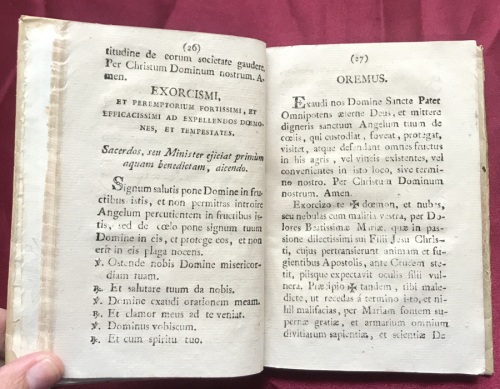 (26)
titudine de eorum societate gaudere.
Per Christum Dominum nostrum. A-
men.
EXORCISMI,
ET PEREMPTORIUM FORTISSIMI, ET
EFFICACISSIMI AD EXPELLENDOS DŒMO-
NES, ET TEMPESTATES.
Sacerdos, seu Minister ejiciat primùm
aquam benedictam, dicendo.
Signum salutis pone Domine in fru-
ctibus istis, et non permittas introire
Angelum percutientem in fructibus is-
tis, sed de cœlo pone signum tuum
Domine in eis, et protege eos, et non
erit in eis plaga nocens.
℣. Ostende nobis Domine misericor-
diam tuam.
℟. Et salutare tuum da nobis.
℣. Domine exaudi orationem meam.
℟. Et clamor meus ad te veniat.
℣. Dominus vobiscum.
℟. Et cum spiritu tuo.
(27)
OREMUS.
Exaudi nos Domine Sancte Pater
Omnipotens æterne Deus, et mittere
digneris sanctum Angelum tuum de
cœlis, qui custodiat, foveat, protegat,
visitet, atque defendat omnes fructus
in his agris, vel vineis existentes, vel
convenientes in isto loco, sive termi-
no nostro. Per Christum Dominum
nostrum. Amen.
Exorcizo te ✠ dœmon, et nubes,
seu nebulas cum malitia vestra, per Do-
lores Beatissimæ Mariæ, quæ in pas-
sione dilectissimi sui Filii Jesu Chris-
ti, cujus pertransierunt animam et fu-
gientibus Apostolis, ante Crucem ste-
tit, piisque expectavit oculis filii vul-
nera. Præcipio ✠ tandem, tibi male-
dicte, ut recedas à termino isto, et ni-
hil malifacias, per Mariam fontem su-
pernæ gratiæ, et armarium omnium
divitiarum sapientiæ, et scientiæ De